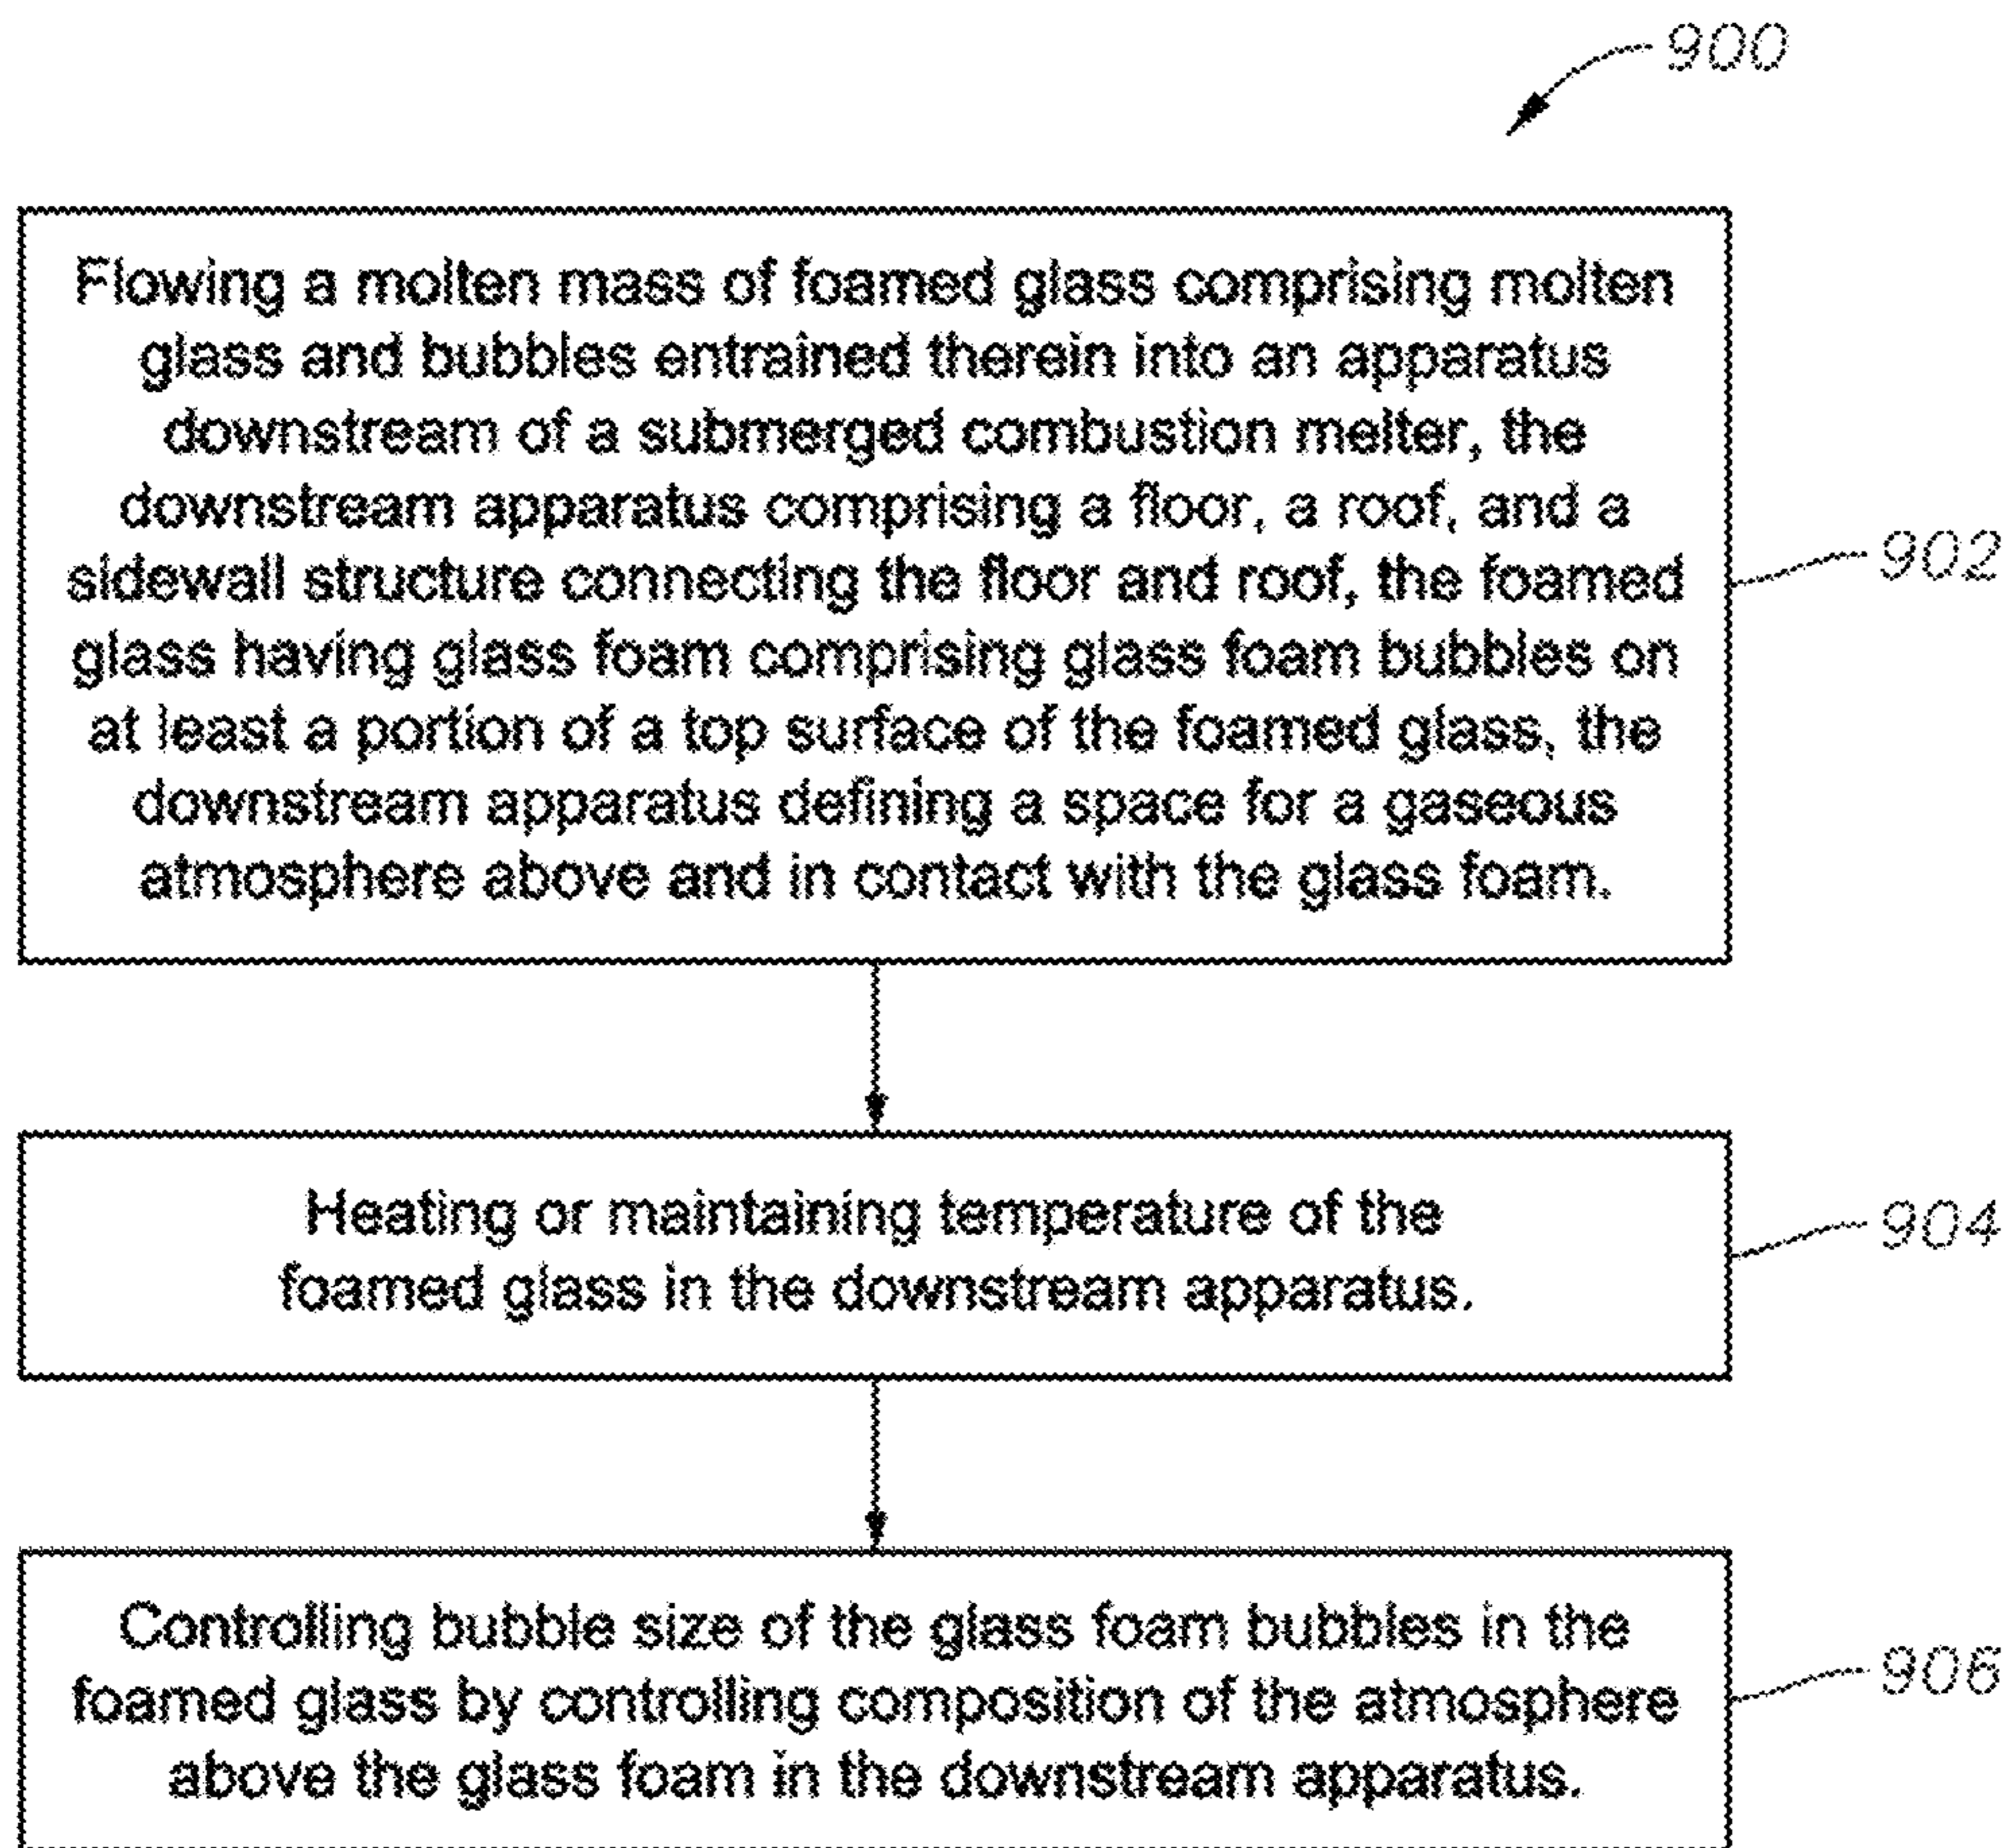 900
Flowing a molten mass of foamed glass comprising molten
glass and bubbles entrained therein into an apparatus
downstream of a submerged combustion melter, the
downstream apparatus comprising a floor, a roof, and a
sidewall structure connecting the floor and roof, the foamed
glass having glass foam comprising glass foam bubbles on
at least a portion of a top surface of the foamed glass, the
downstream apparatus defining a space for a gaseous
atmosphere above and in contact with the glass foam.
902
Heating or maintaining temperature of the
foamed glass in the downstream apparatus.
904
Controlling bubble size of the glass foam bubbles in the
foamed glass by controlling composition of the atmosphere
above the glass foam in the downstream apparatus.
906